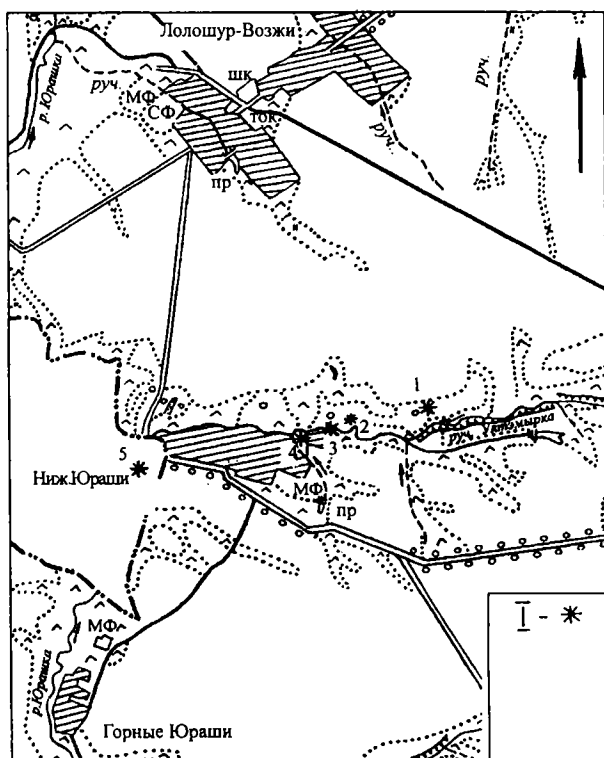 Лолошур-Возжи
р. Юрашка
руч.
шк.
МФ
СФ
ток.
руч.
руч.
пр
1
2
3
4
5
руч.
Ниж.Юраши
МФ
пр
I - *
МФ
р.Юрашка
Горные Юраши